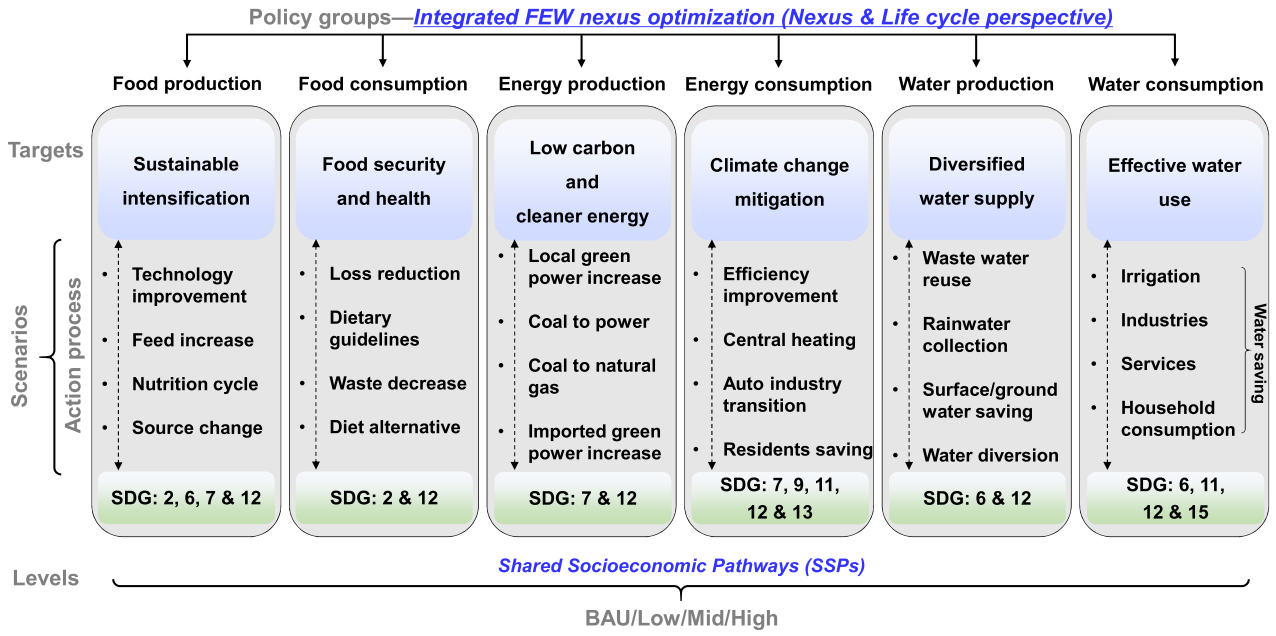 Policy groups—Integrated FEW nexus optimization (Nexus & Life cycle perspective)
Food production
Food consumption
Energy production
Energy consumption
Water production
Water consumption
Targets
Sustainable
intensification
Food security
and health
Low carbon
and
cleaner energy
Climate change
mitigation
Diversified
water supply
Effective water
use
Scenarios
Action process
• Technology
improvement
• Feed increase
• Nutrition cycle
• Source change
• Loss reduction
• Dietary
guidelines
• Waste decrease
• Diet alternative
• Local green
power increase
• Coal to power
• Coal to natural
gas
• Imported green
power increase
• Efficiency
improvement
• Central heating
• Auto industry
transition
• Residents saving
• Waste water
reuse
• Rainwater
collection
• Surface/ground
water saving
• Water diversion
• Irrigation
• Industries
• Services
• Household
consumption
Water saving
SDG: 2, 6, 7 & 12
SDG: 2 & 12
SDG: 7 & 12
SDG: 7, 9, 11,
12 & 13
SDG: 6 & 12
SDG: 6, 11,
12 & 15
Levels
Shared Socioeconomic Pathways (SSPs)
BAU/Low/Mid/High